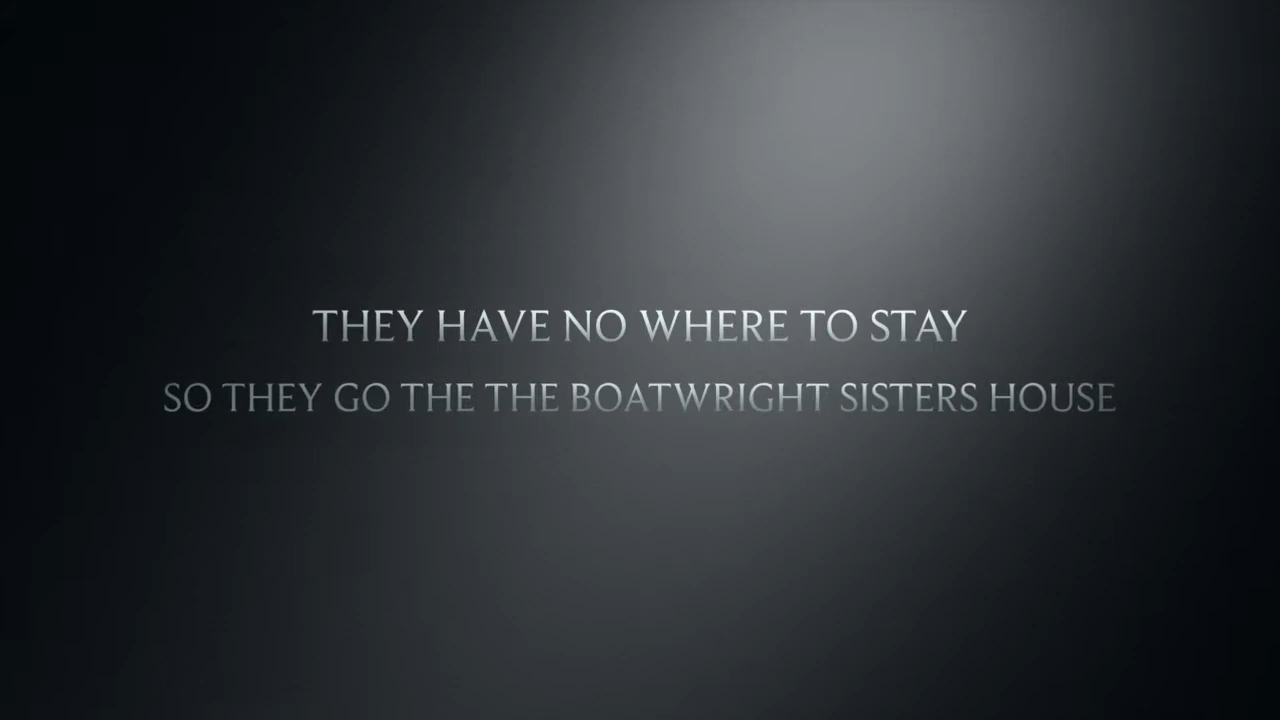 THEY HAVE NO WHERE TO STAY
SO THEY GO THE THE BOATWRIGHT SISTERS HOUSE